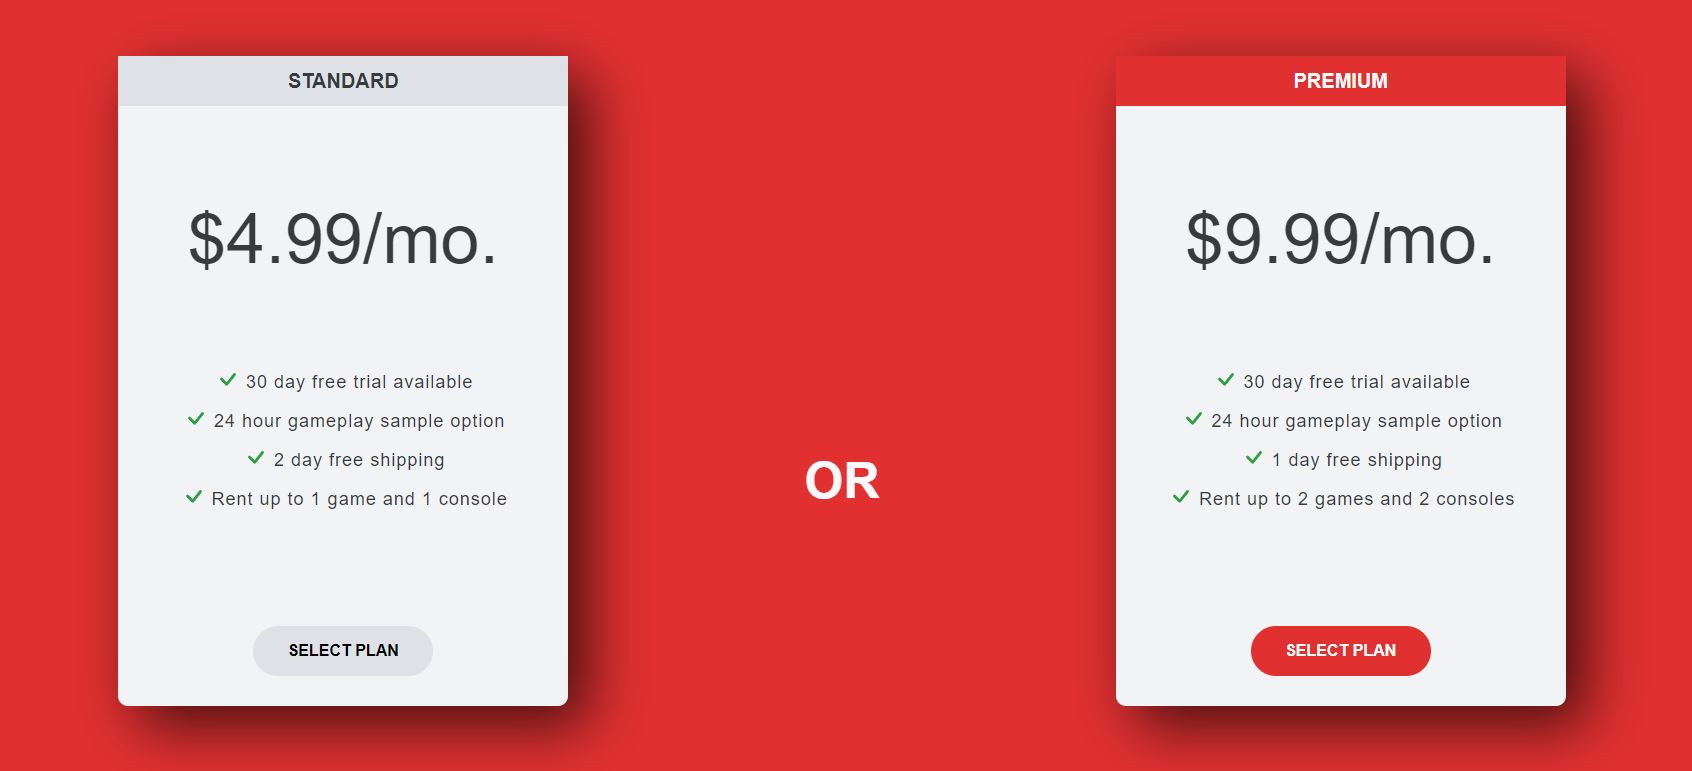 STANDARD
$4.99/mo.
30 day free trial available
24 hour gameplay sample option
2 day free shipping
Rent up to 1 game and 1 console
SELECT PLAN
OR
PREMIUM
$9.99/mo.
30 day free trial available
24 hour gameplay sample option
1 day free shipping
Rent up to 2 games and 2 consoles
SELECT PLAN